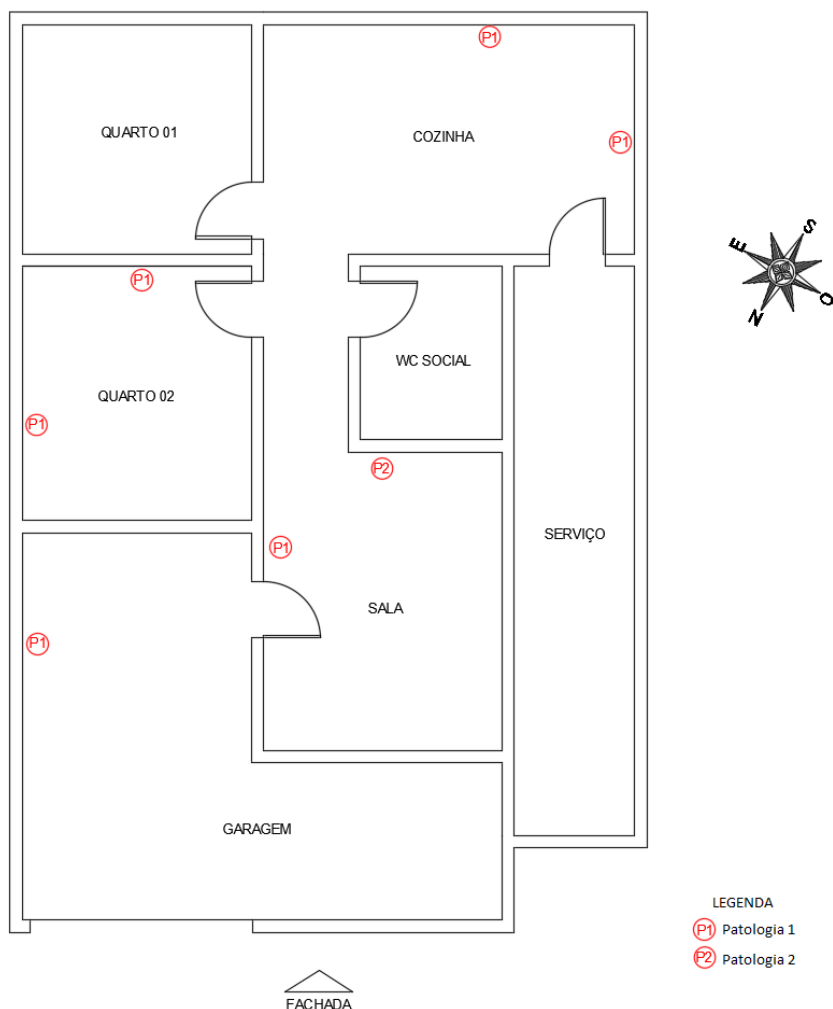 P1
QUARTO 01
COZINHA
P1
P1
QUARTO 02
P1
WC SOCIAL
P2
P1
SERVIÇO
SALA
P1
GARAGEM
E
S
N
O
LEGENDA
P1 Patologia 1
P2 Patologia 2
FACHADA